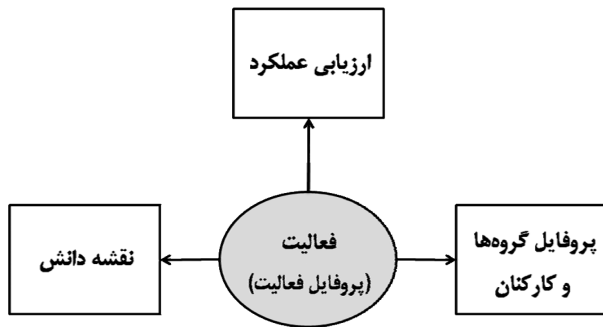 ارزیابی عملکرد
پروفایل گروه‌ها
و کارکنان
فعالیت
(پروفایل فعالیت)
نقشه دانش